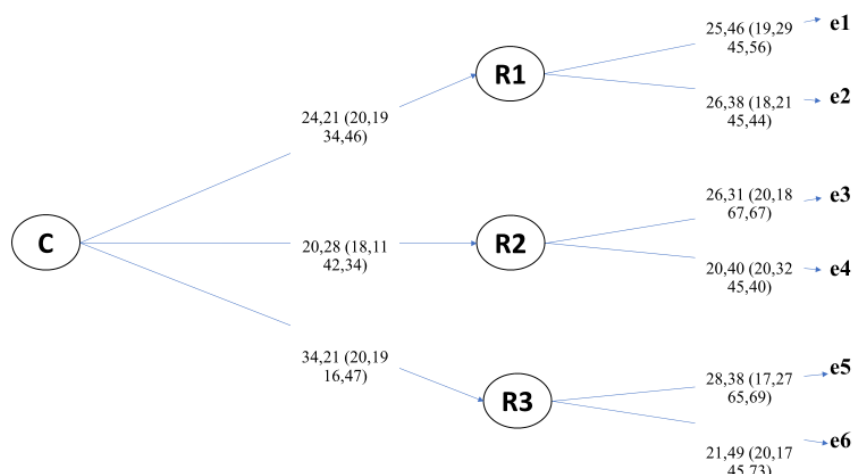 25,46 (19,29
45,56)
e1
R1
26,38 (18,21
45,44)
e2
24,21 (20,19
34,46)
26,31 (20,18
67,67)
e3
C
20,28 (18,11
42,34)
R2
20,40 (20,32
45,40)
e4
34,21 (20,19
16,47)
28,38 (17,27
65,69)
e5
R3
21,49 (20,17
45,73)
e6